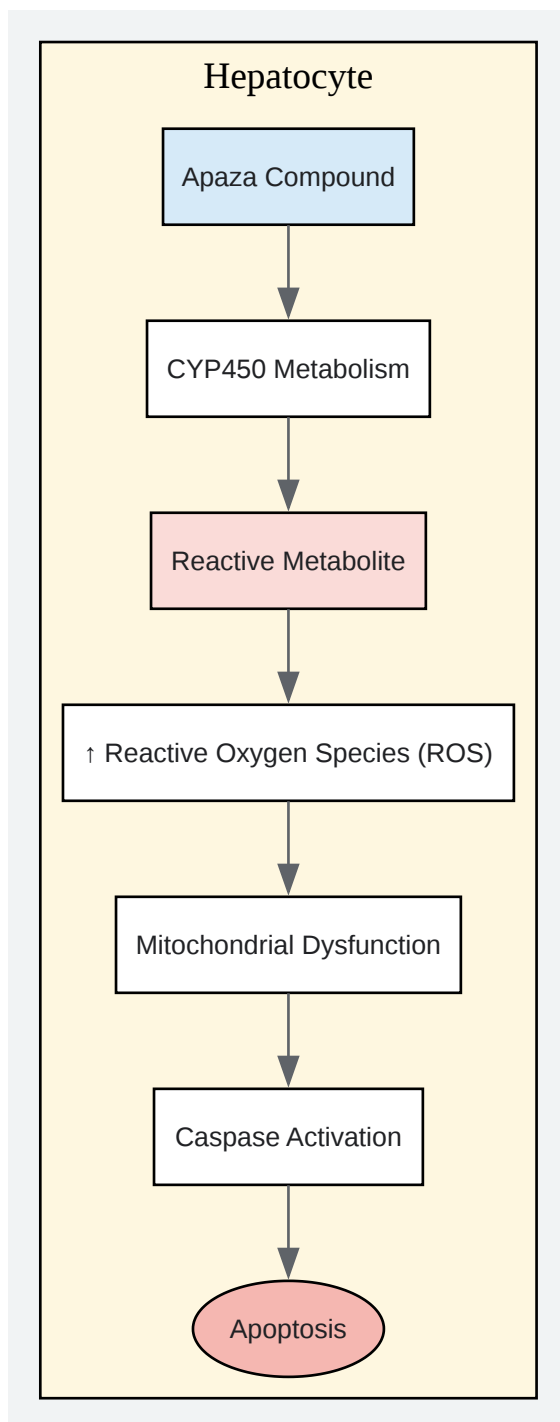 Hepatocyte
Apaza Compound
CYP450 Metabolism
Reactive Metabolite
↑ Reactive Oxygen Species (ROS)
Mitochondrial Dysfunction
Caspase Activation
Apoptosis